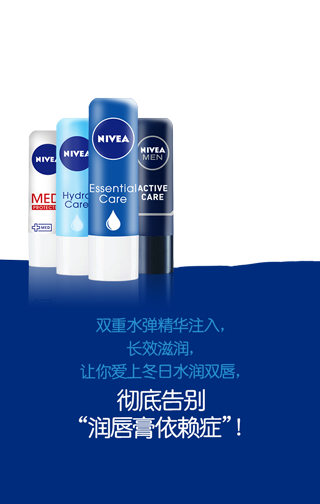 NIVEA
MED
PROTECTION
MED
NIVEA
Hydro
Care
NIVEA
Essential
Care
NIVEA
MEN
ACTIVE
CARE
双重水弹精华注入，
长效滋润，
让你爱上冬日水润双唇，
彻底告别
“润唇膏依赖症”！